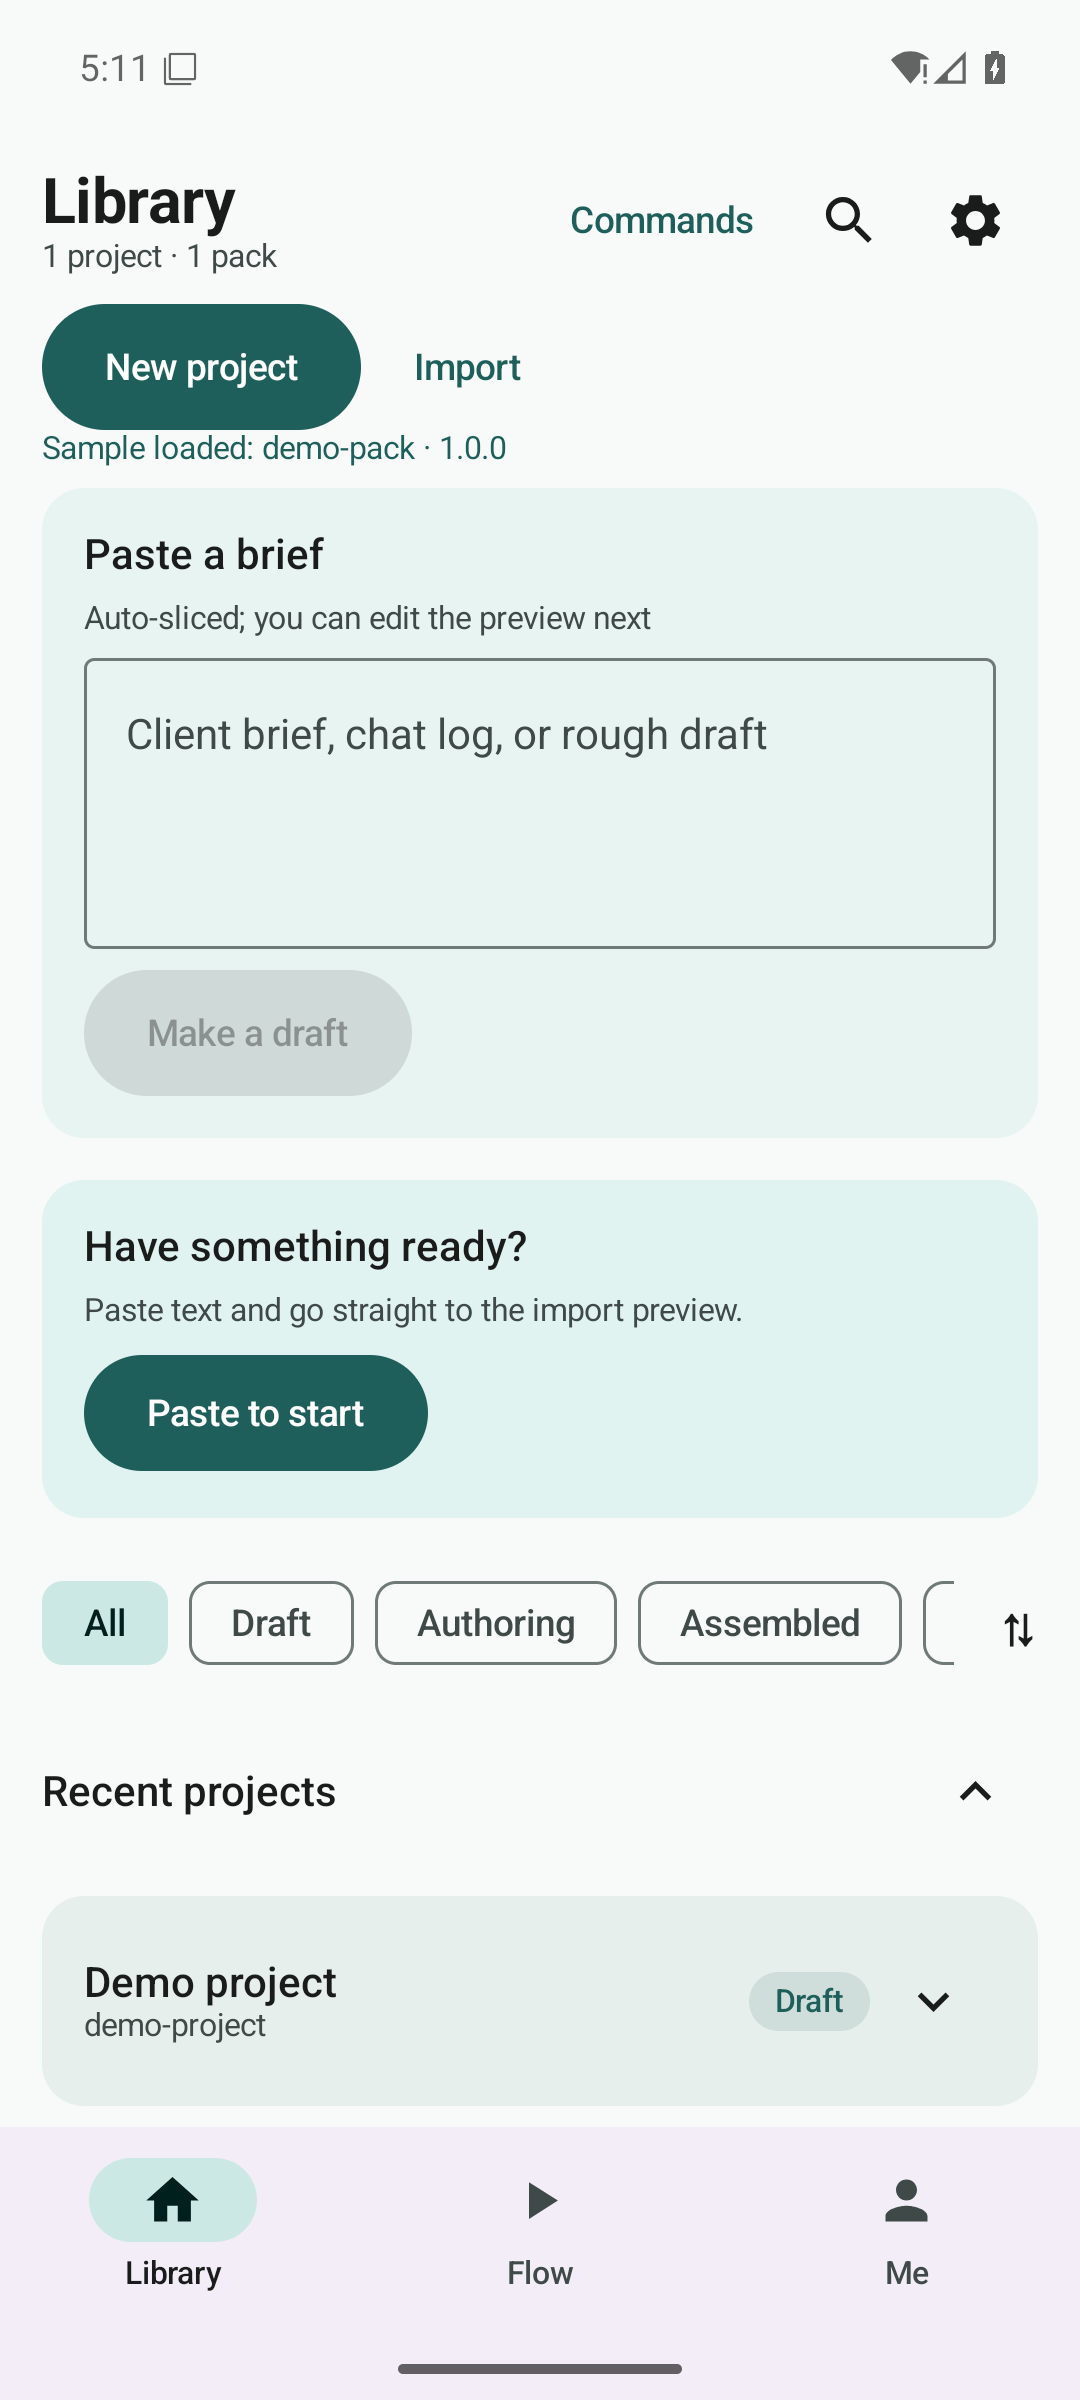 5:11
Library
1 project · 1 pack
Commands
New project
Import
Sample loaded: demo-pack · 1.0.0
Paste a brief
Auto-sliced; you can edit the preview next
Client brief, chat log, or rough draft
Make a draft
Have something ready?
Paste text and go straight to the import preview.
Paste to start
All
Draft
Authoring
Assembled
Recent projects
Demo project
demo-project
Draft
Library
Flow
Me